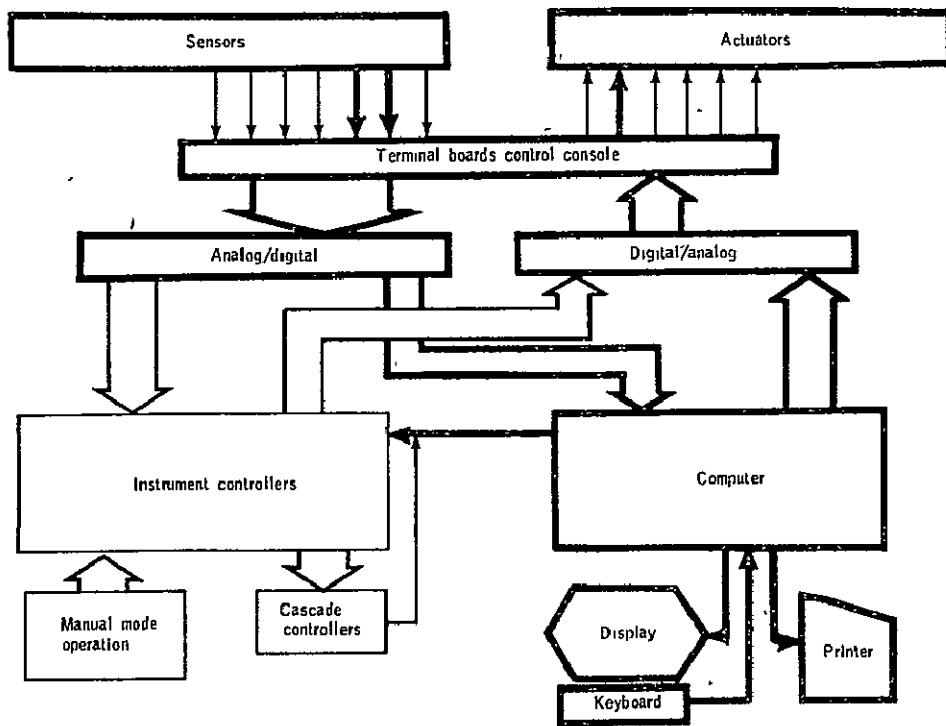 Sensors
Actuators
Terminal boards control console
Analog/digital
Digital/analog
Instrument controllers
Computer
Manual mode
operation
Cascade
controllers
Display
Keyboard
Printer